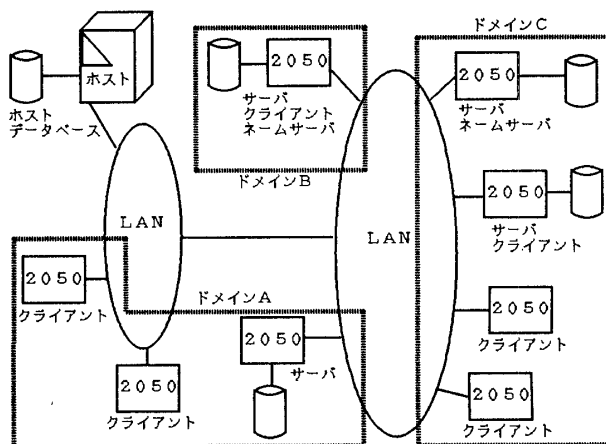 ホスト
ホスト
データベース
2050
サーバ
クライアント
ネームサーバ
ドメインB
ドメインC
2050
サーバ
ネームサーバ
2050
サーバ
クライアント
LAN
LAN
ドメインA
2050
クライアント
2050
サーバ
2050
クライアント
2050
クライアント
2050
クライアント